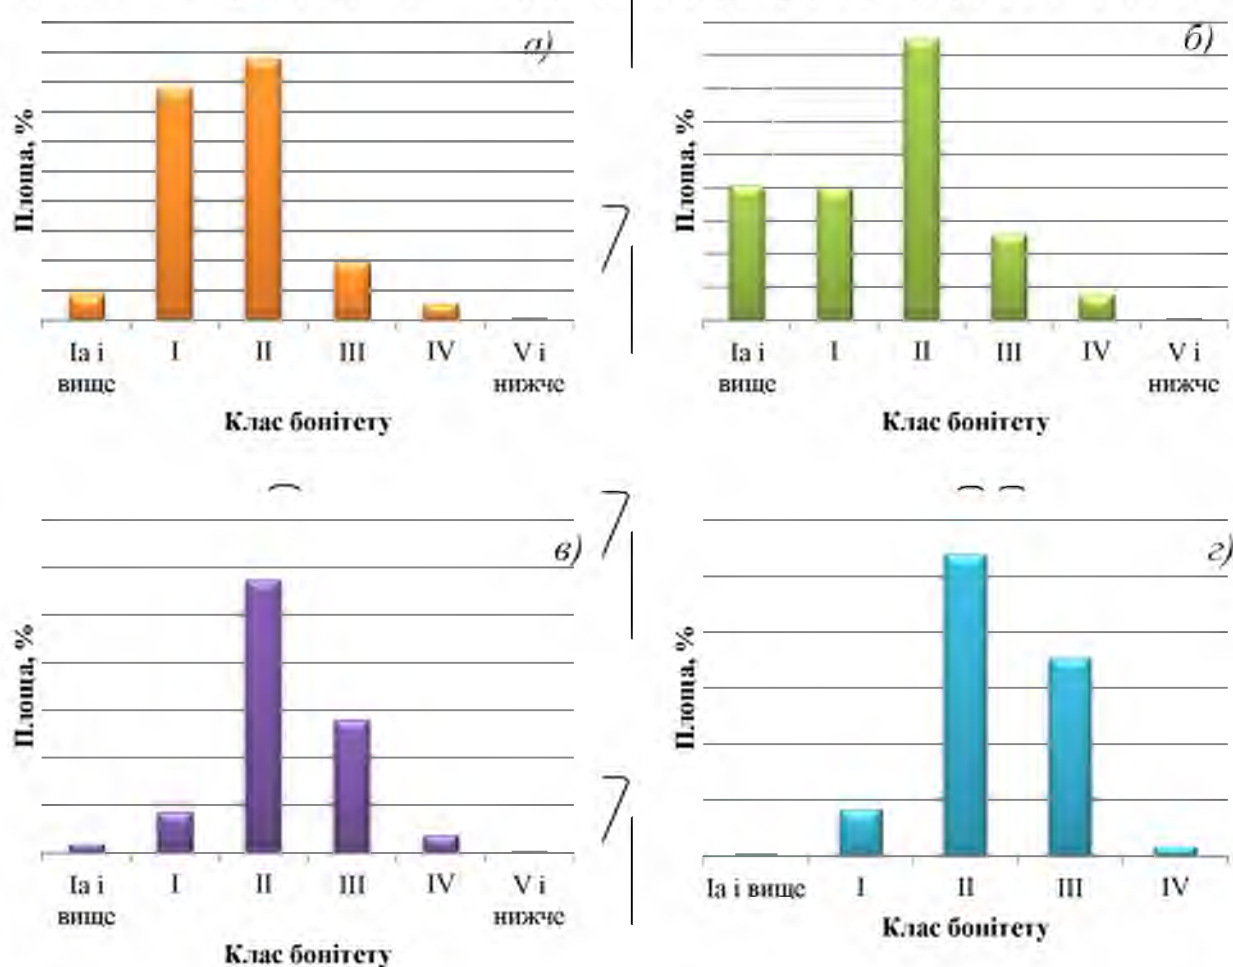 а)
Площа, %
Іа і вище I II III IV V і нижче
Клас бонітету
б)
Площа, %
Іа і вище I II III IV V і нижче
Клас бонітету
в)
Площа, %
Іа і вище I II III IV V і нижче
Клас бонітету
г)
Площа, %
Іа і вище I II III IV
Клас бонітету